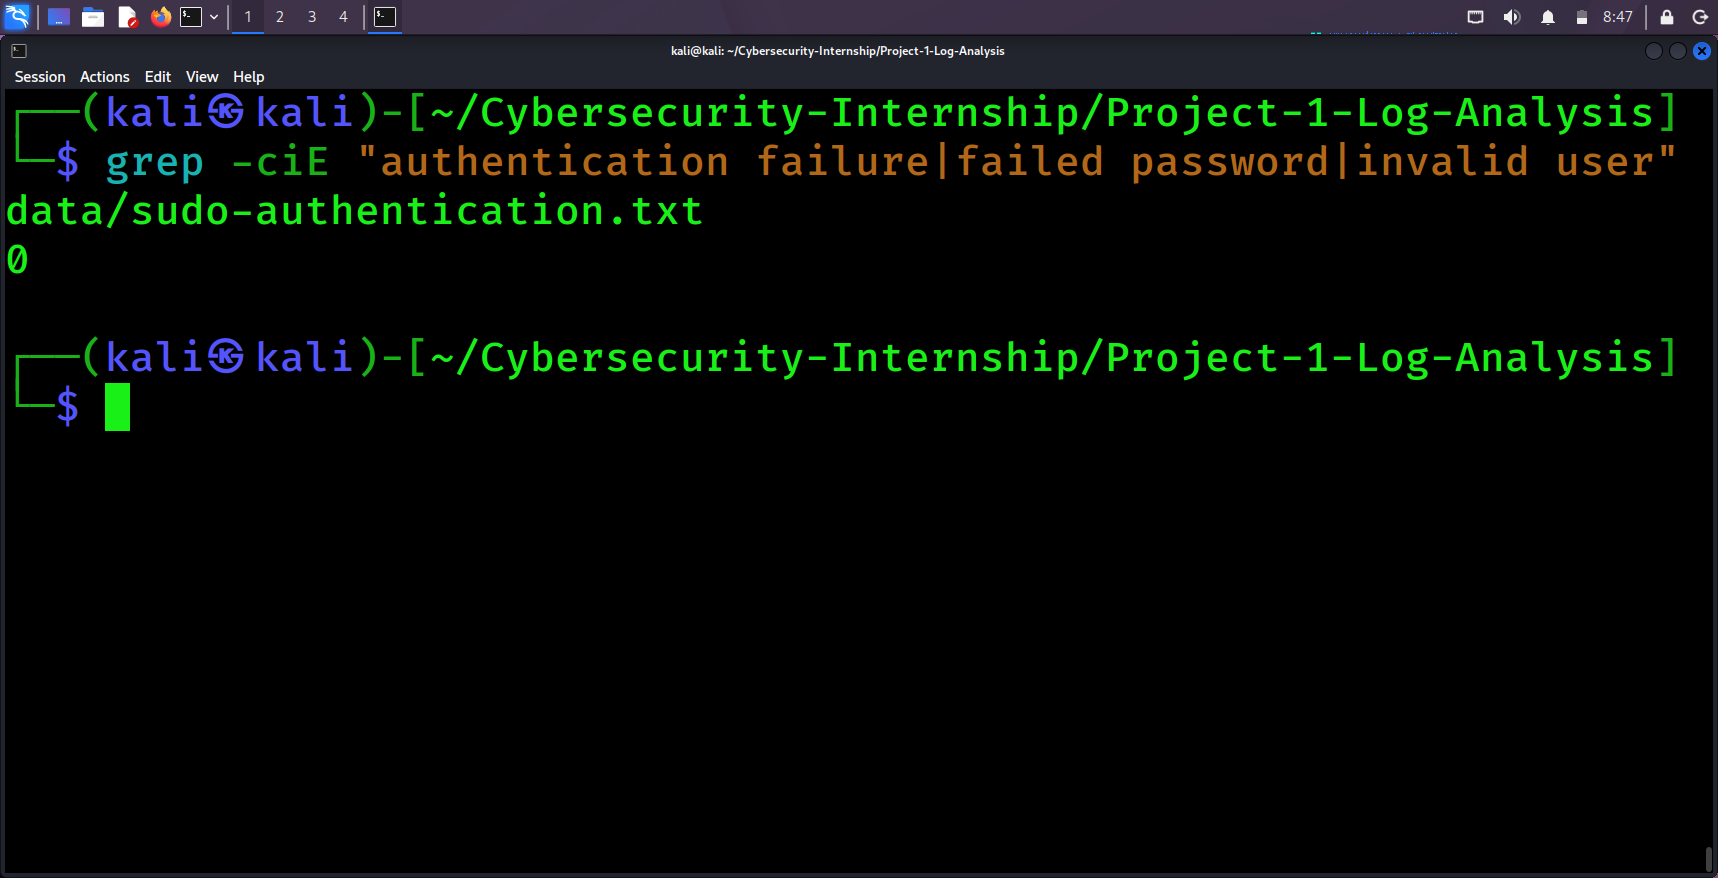 1 2 3 4 8:47
kali@kali: ~/Cybersecurity-Internship/Project-1-Log-Analysis
Session Actions Edit View Help
┌──(kali㉿kali)-[~/Cybersecurity-Internship/Project-1-Log-Analysis]
└─$ grep -ciE "authentication failure|failed password|invalid user"
data/sudo-authentication.txt
0
┌──(kali㉿kali)-[~/Cybersecurity-Internship/Project-1-Log-Analysis]
└─$